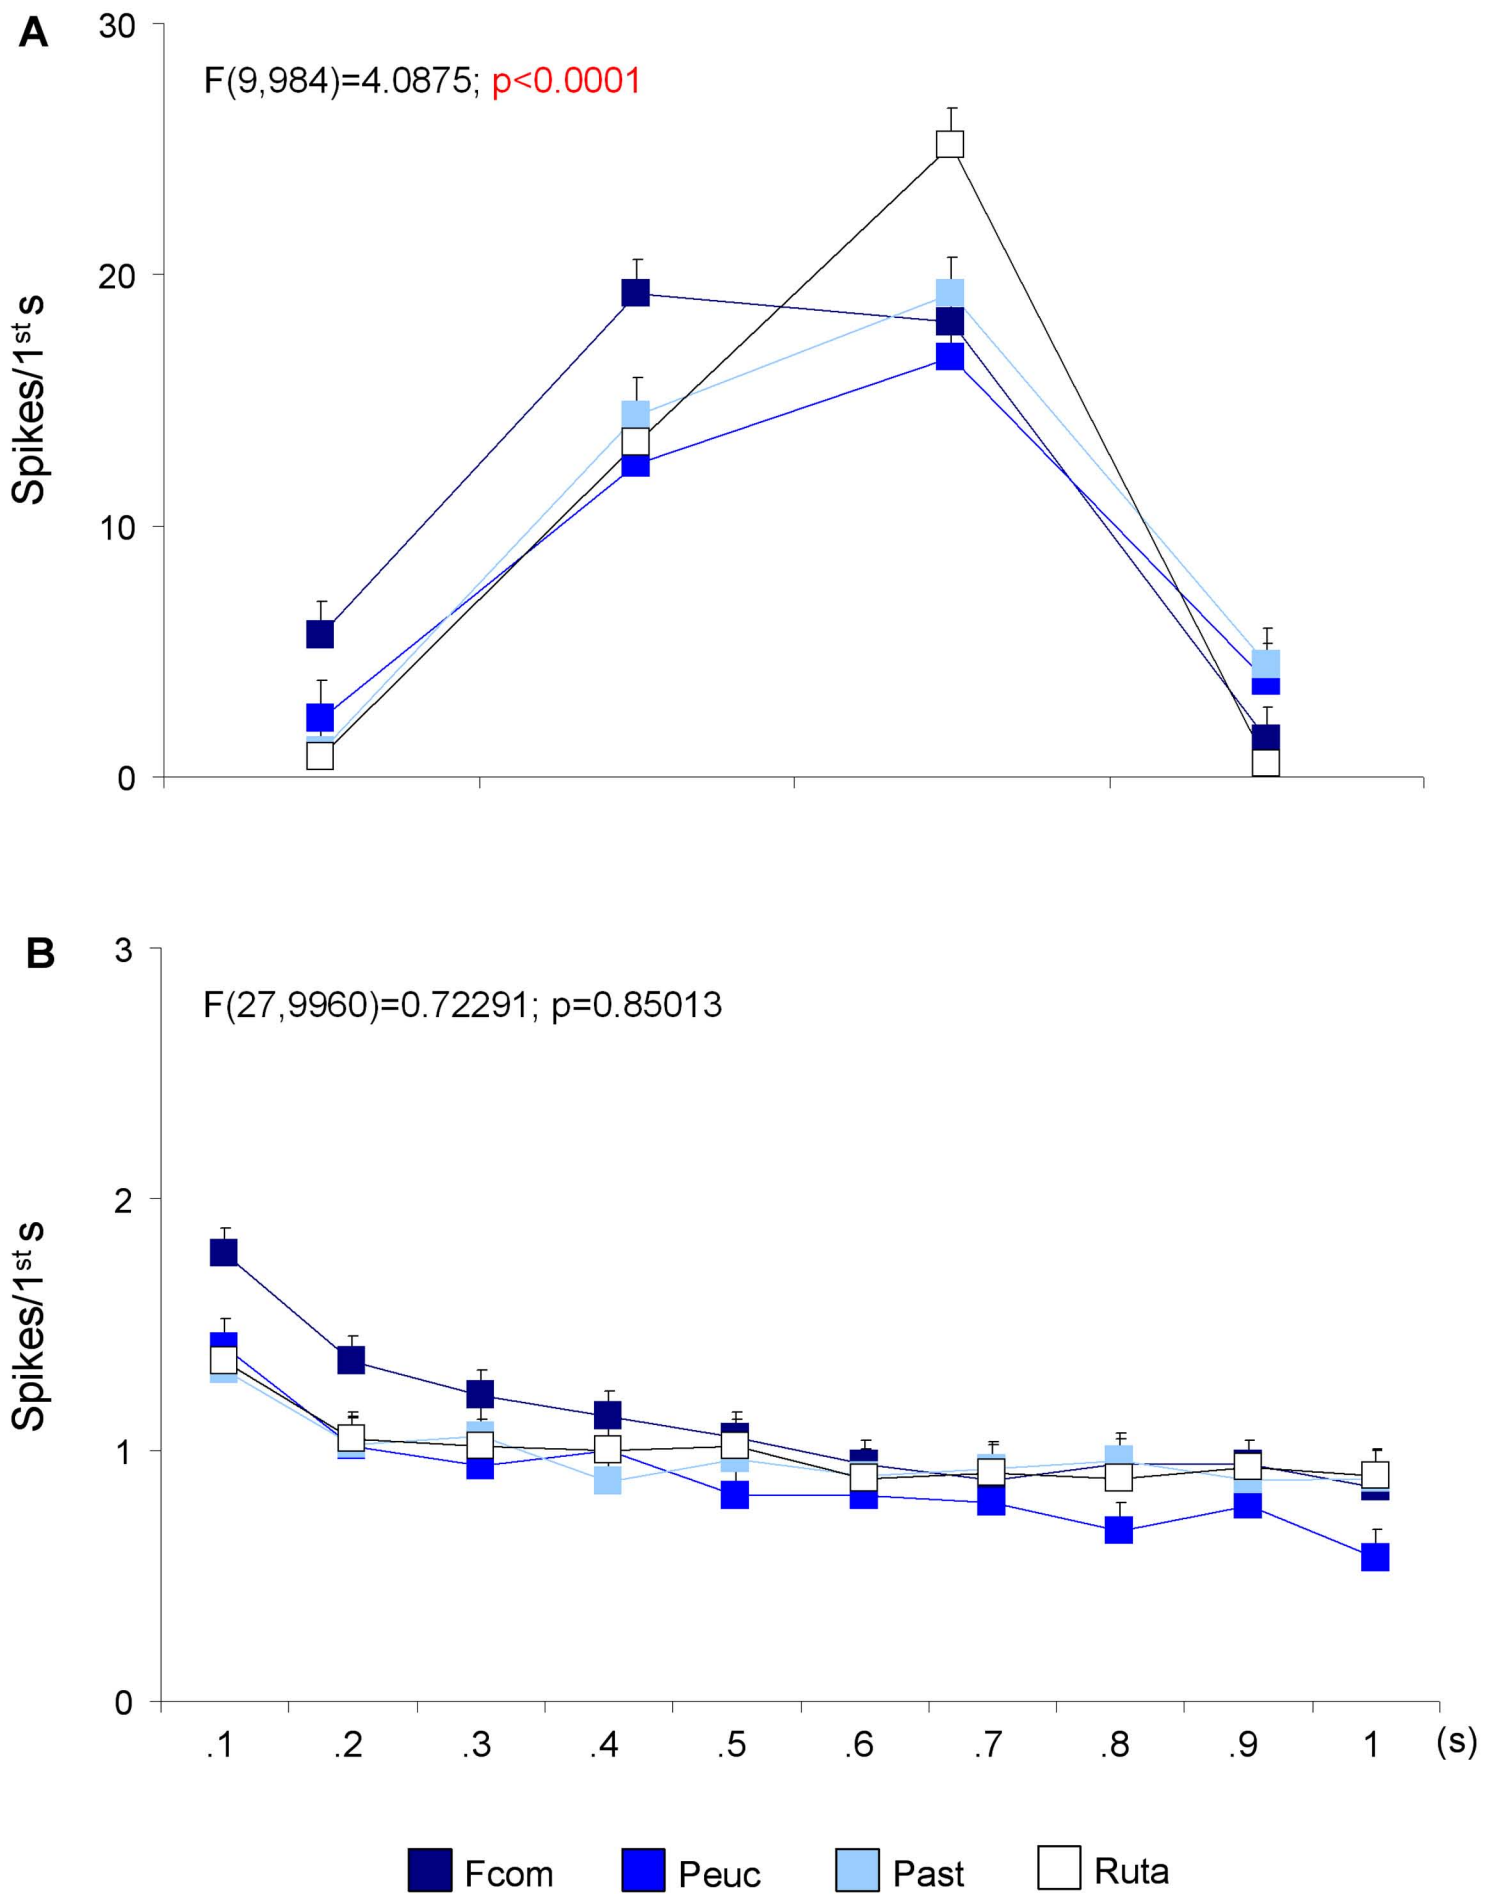 A
30
F(9,984)=4.0875; p<0.0001
20
Spikes/1st s
10
0
B
3
F(27,9960)=0.72291; p=0.85013
2
Spikes/1st s
1
0
.1 .2 .3 .4 .5 .6 .7 .8 .9 1 (s)
Fcom Peuc Past Ruta